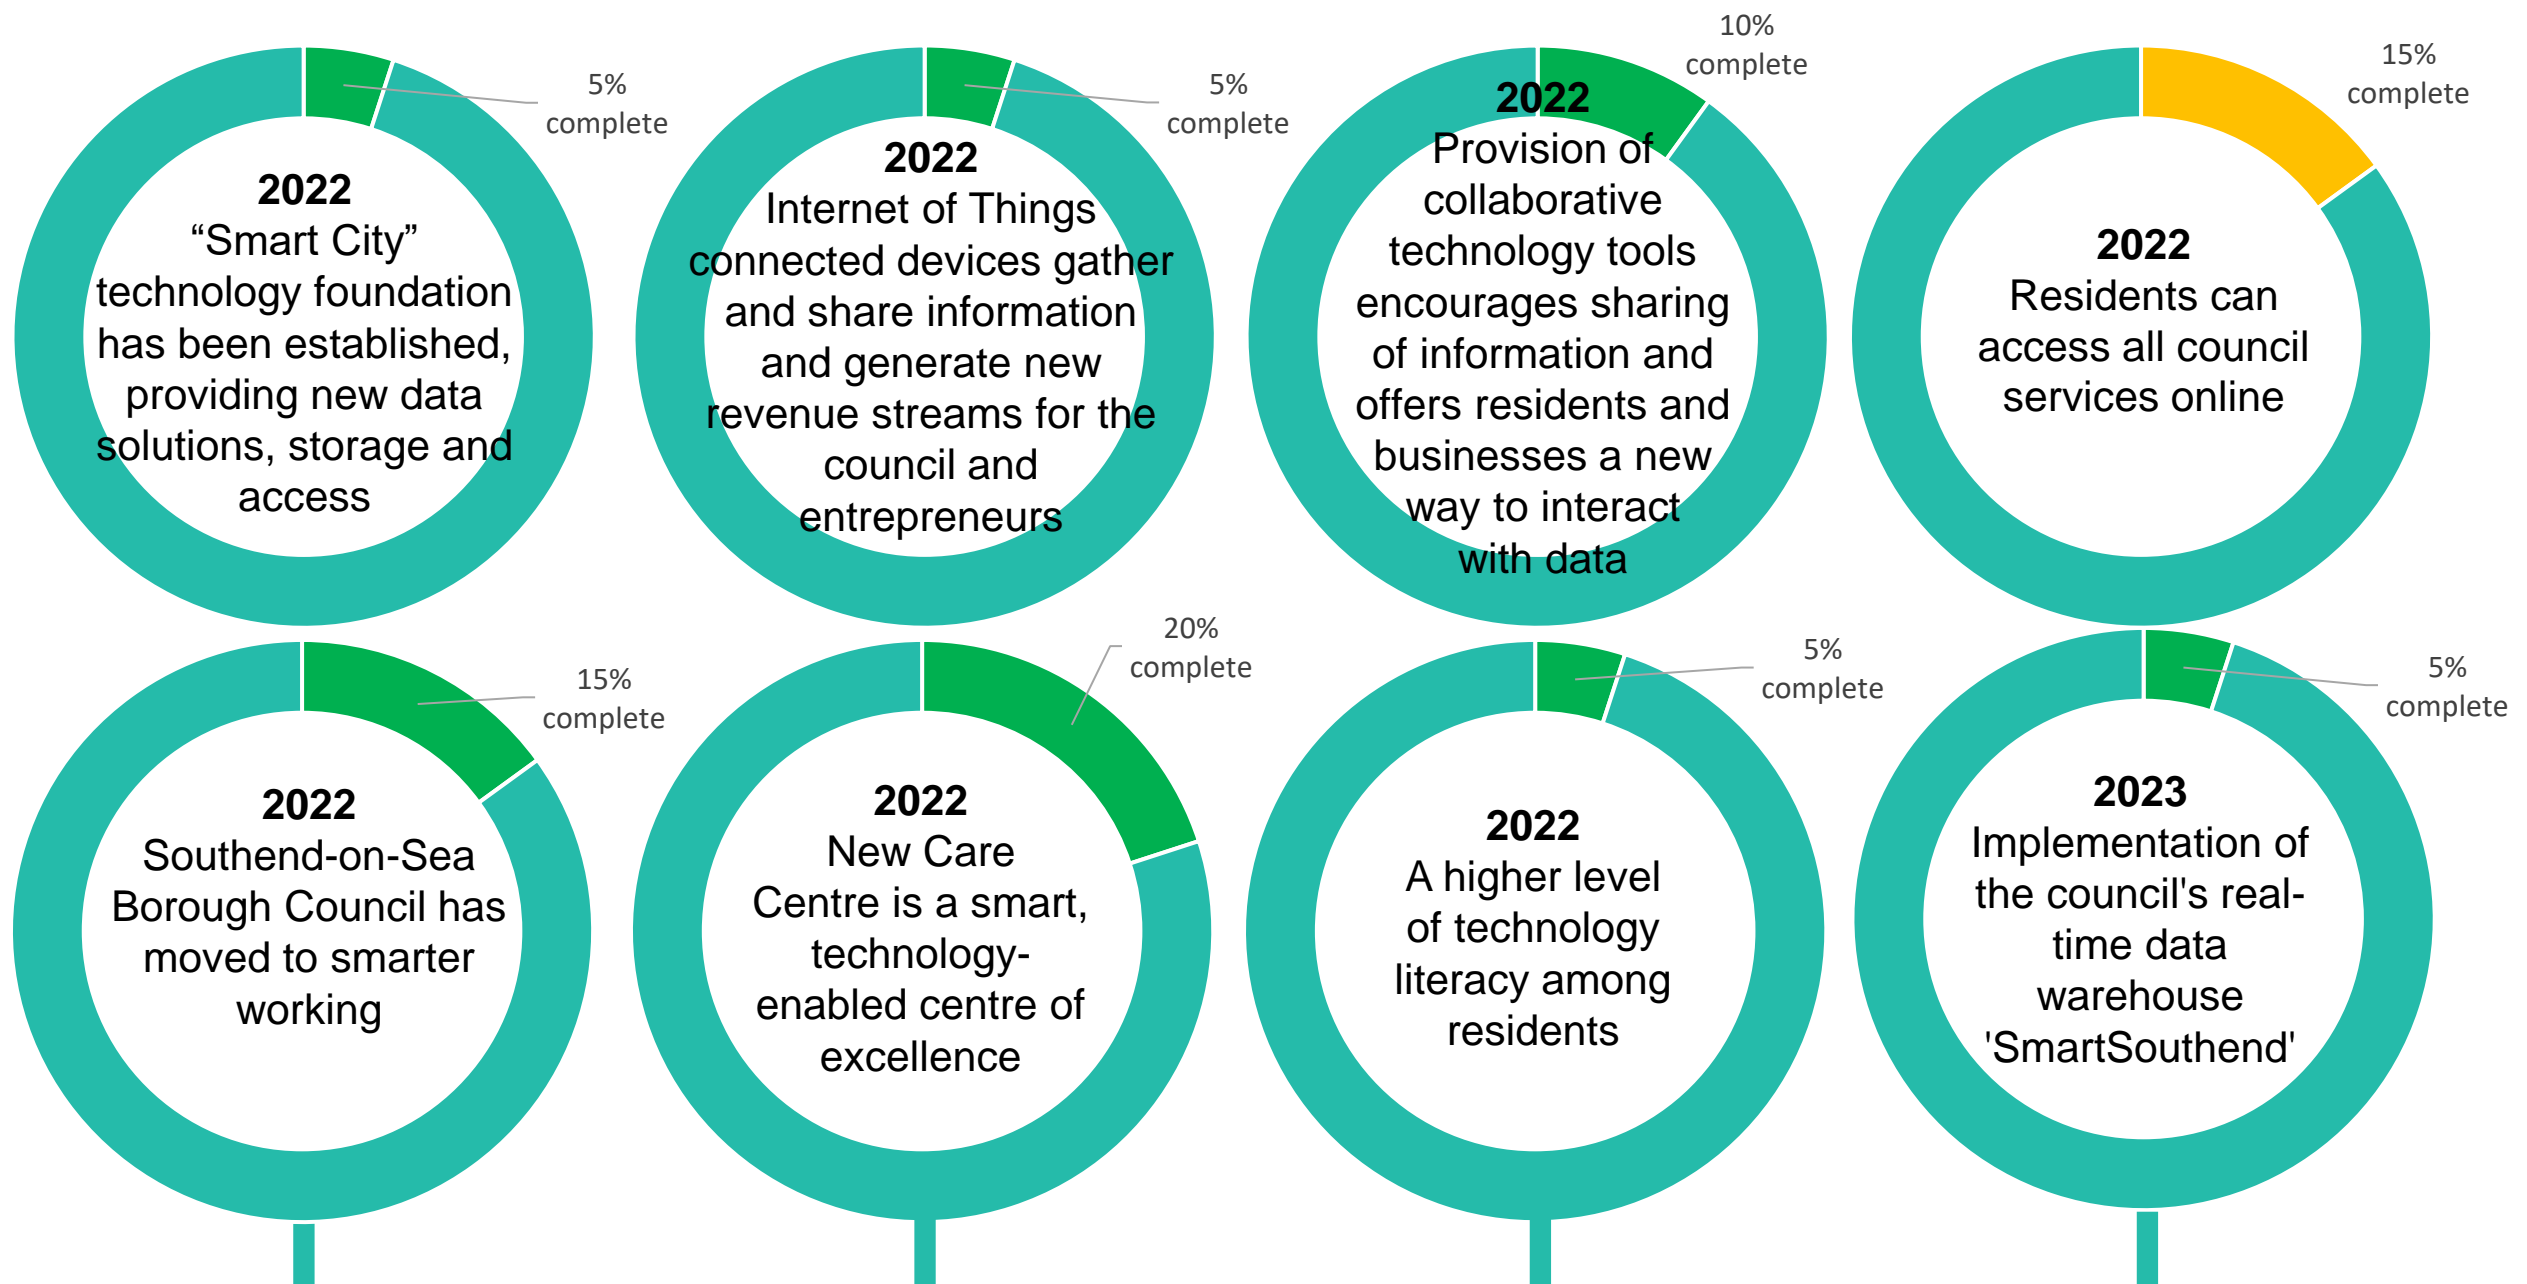 5%
complete
2022
“Smart City”
technology foundation
has been established,
providing new data
solutions, storage and
access
5%
complete
2022
Internet of Things
connected devices gather
and share information
and generate new
revenue streams for the
council and
entrepreneurs
10%
complete
2022
Provision of
collaborative
technology tools
encourages sharing
of information and
offers residents and
businesses a new
way to interact
with data
15%
complete
2022
Residents can
access all council
services online
15%
complete
2022
Southend-on-Sea
Borough Council has
moved to smarter
working
20%
complete
2022
New Care
Centre is a smart,
technology-
enabled centre of
excellence
5%
complete
2022
A higher level
of technology
literacy among
residents
5%
complete
2023
Implementation of
the council's real-
time data
warehouse
'SmartSouthend'